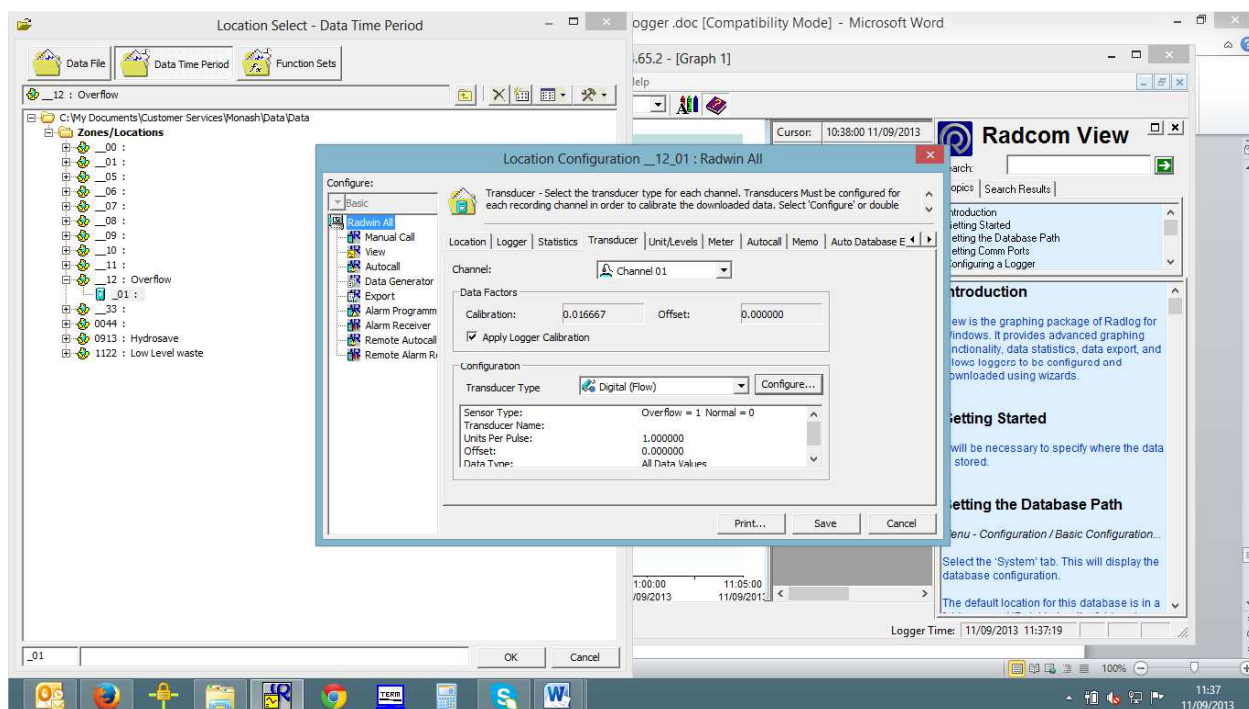 Location Select - Data Time Period
Data File
Data Time Period
Function Sets
__12 : Overflow
C:\My Documents\Customer Services\Monash\Data\Data
Zones/Locations
__00 :
__01 :
__05 :
__06 :
__07 :
__08 :
__09 :
__10 :
__11 :
__12 : Overflow
_01 :
__33 :
0044 :
0913 : Hydrosave
1122 : Low Level waste
_01
OK
Cancel
ogger .doc [Compatibility Mode] - Microsoft Word
.65.2 - [Graph 1]
Help
Cursor: 10:38:00 11/09/2013
Location Configuration __12_01 : Radwin All
Configure:
Basic
Radwin All
Manual Call
View
Autocall
Data Generator
Export
Alarm Programm
Alarm Receiver
Remote Autocall
Remote Alarm R
Transducer - Select the transducer type for each channel. Transducers Must be configured for
each recording channel in order to calibrate the downloaded data. Select 'Configure' or double
Location
Logger
Statistics
Transducer
Unit/Levels
Meter
Autocall
Memo
Auto Database E
Channel:
Channel 01
Data Factors
Calibration: 0.016667 Offset: 0.000000
Apply Logger Calibration
Configuration
Transducer Type Digital (Flow) Configure...
Sensor Type: Overflow = 1 Normal = 0
Transducer Name:
Units Per Pulse: 1.000000
Offset: 0.000000
Data Type: All Data Values
Print...
Save
Cancel
1:00:00 11:05:00
/09/2013 11/09/201
Radcom View
earch:
opics
Search Results
ntroduction
etting Started
etting the Database Path
etting Comm Ports
onfiguring a Logger
ntroduction
ew is the graphing package of Radlog for
indows. It provides advanced graphing
nctionality, data statistics, data export, and
lows loggers to be configured and
ownloaded using wizards.
etting Started
will be necessary to specify where the data
stored.
etting the Database Path
enu - Configuration / Basic Configuration...
Select the 'System' tab. This will display the
database configuration.
The default location for this database is in a
Logger Time: 11/09/2013 11:37:19
100%
TERM
11:37
11/09/2013